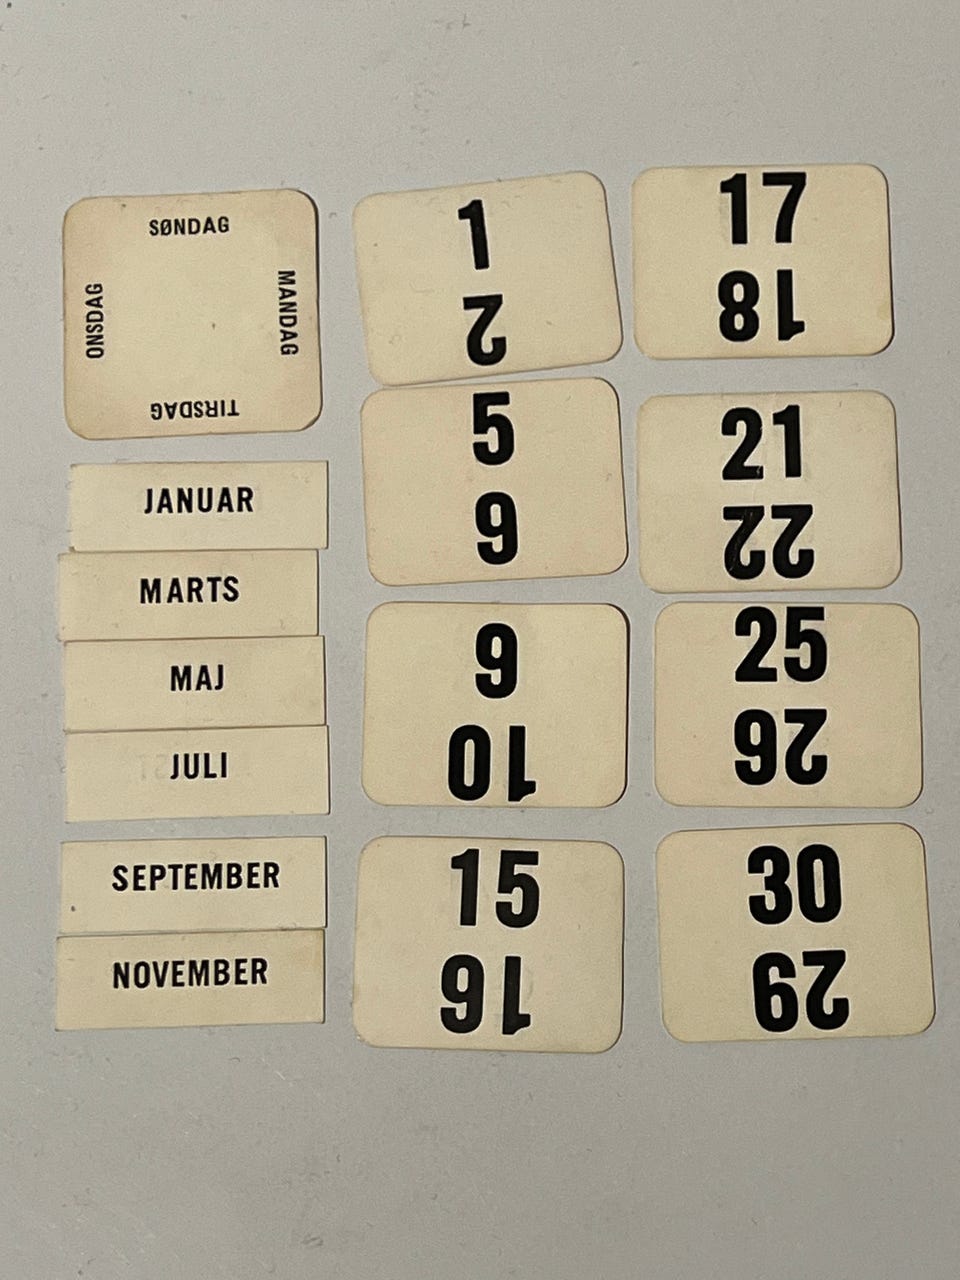 SØNDAG
MANDAG
TIRSDAG
ONSDAG
JANUAR
MARTS
MAJ
JULI
SEPTEMBER
NOVEMBER
1
2
5
6
9
10
15
16
17
18
21
22
25
26
30
29